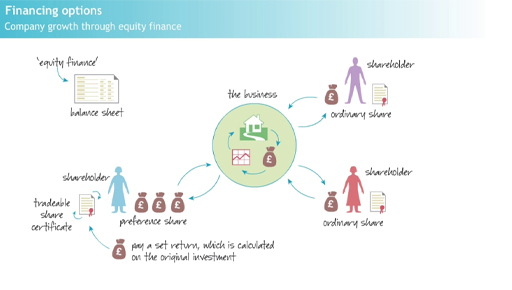 Financing options
Company growth through equity finance
'equity finance'
balance sheet
the business
shareholder
£
ordinary share
£
shareholder
tradeable
share
certificate
£ £ £
preference share
shareholder
£
ordinary share
£
pay a set return, which is calculated
on the original investment